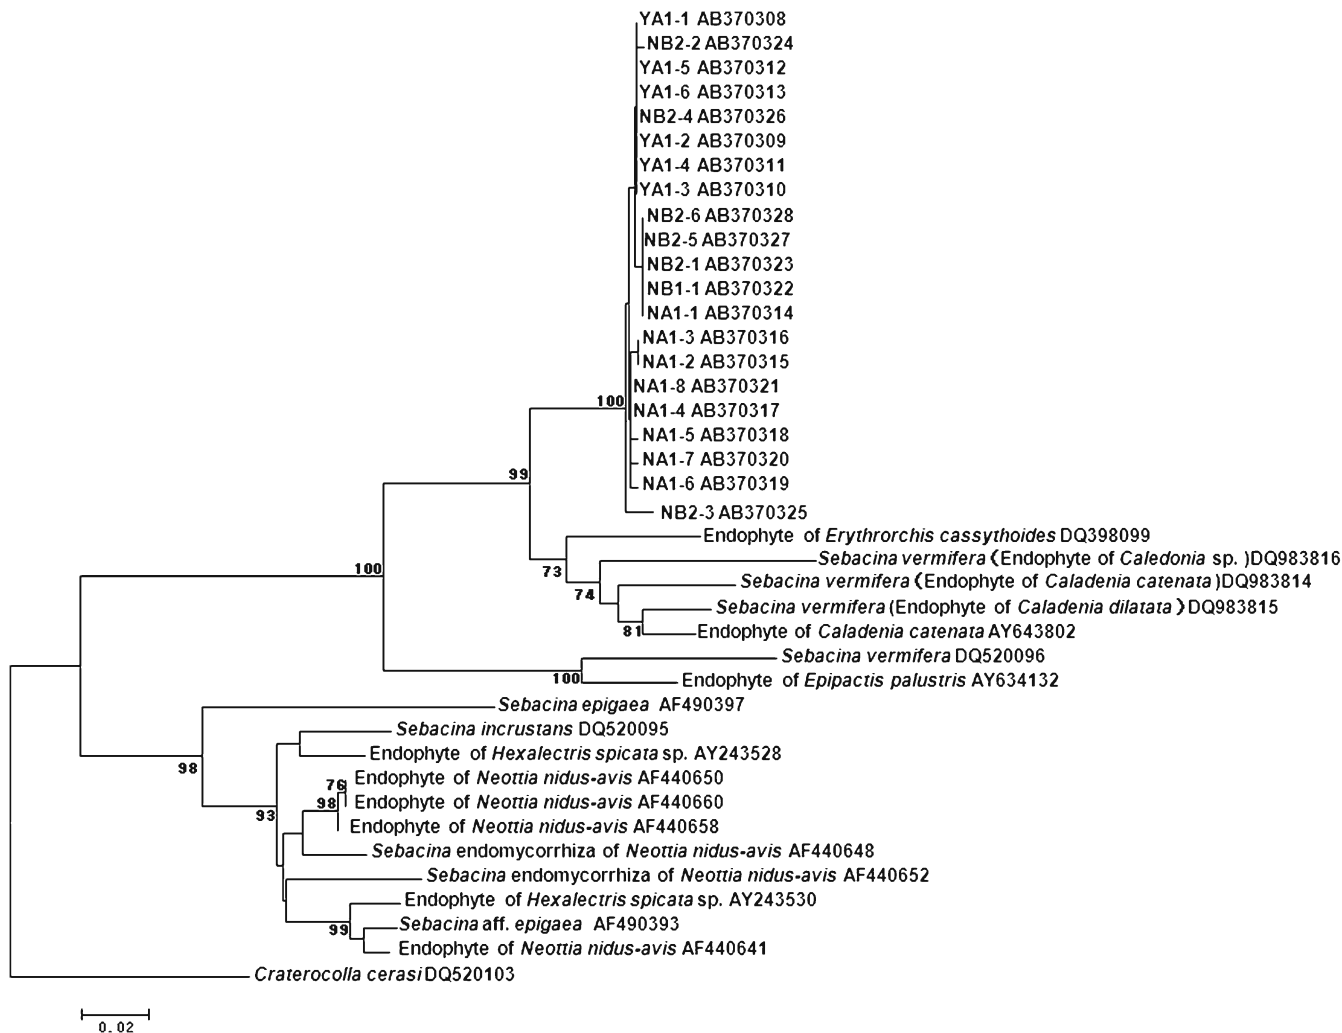 YA1-1 AB370308
NB2-2 AB370324
YA1-5 AB370312
YA1-6 AB370313
NB2-4 AB370326
YA1-2 AB370309
YA1-4 AB370311
YA1-3 AB370310
NB2-6 AB370328
NB2-5 AB370327
NB2-1 AB370323
NB1-1 AB370322
NA1-1 AB370314
NA1-3 AB370316
NA1-2 AB370315
NA1-8 AB370321
100
NA1-4 AB370317
NA1-5 AB370318
NA1-7 AB370320
99
NA1-6 AB370319
NB2-3 AB370325
Endophyte of Erythrorchis cassythoides DQ398099
Sebacina vermifera (Endophyte of Caledonia sp. )DQ983816
100
73
Sebacina vermifera (Endophyte of Caladenia catenata )DQ983814
74
Sebacina vermifera (Endophyte of Caladenia dilatata )DQ983815
81
Endophyte of Caladenia catenata AY643802
Sebacina vermifera DQ520096
100
Endophyte of Epipactis palustris AY634132
Sebacina epigaea AF490397
Sebacina incrustans DQ520095
Endophyte of Hexalectris spicata sp. AY243528
98
Endophyte of Neottia nidus-avis AF440650
76
98
Endophyte of Neottia nidus-avis AF440660
93
Endophyte of Neottia nidus-avis AF440658
Sebacina endomycorrhiza of Neottia nidus-avis AF440648
Sebacina endomycorrhiza of Neottia nidus-avis AF440652
Endophyte of Hexalectris spicata sp. AY243530
Sebacina aff. epigaea AF490393
99
Endophyte of Neottia nidus-avis AF440641
Craterocolla cerasi DQ520103
0.02